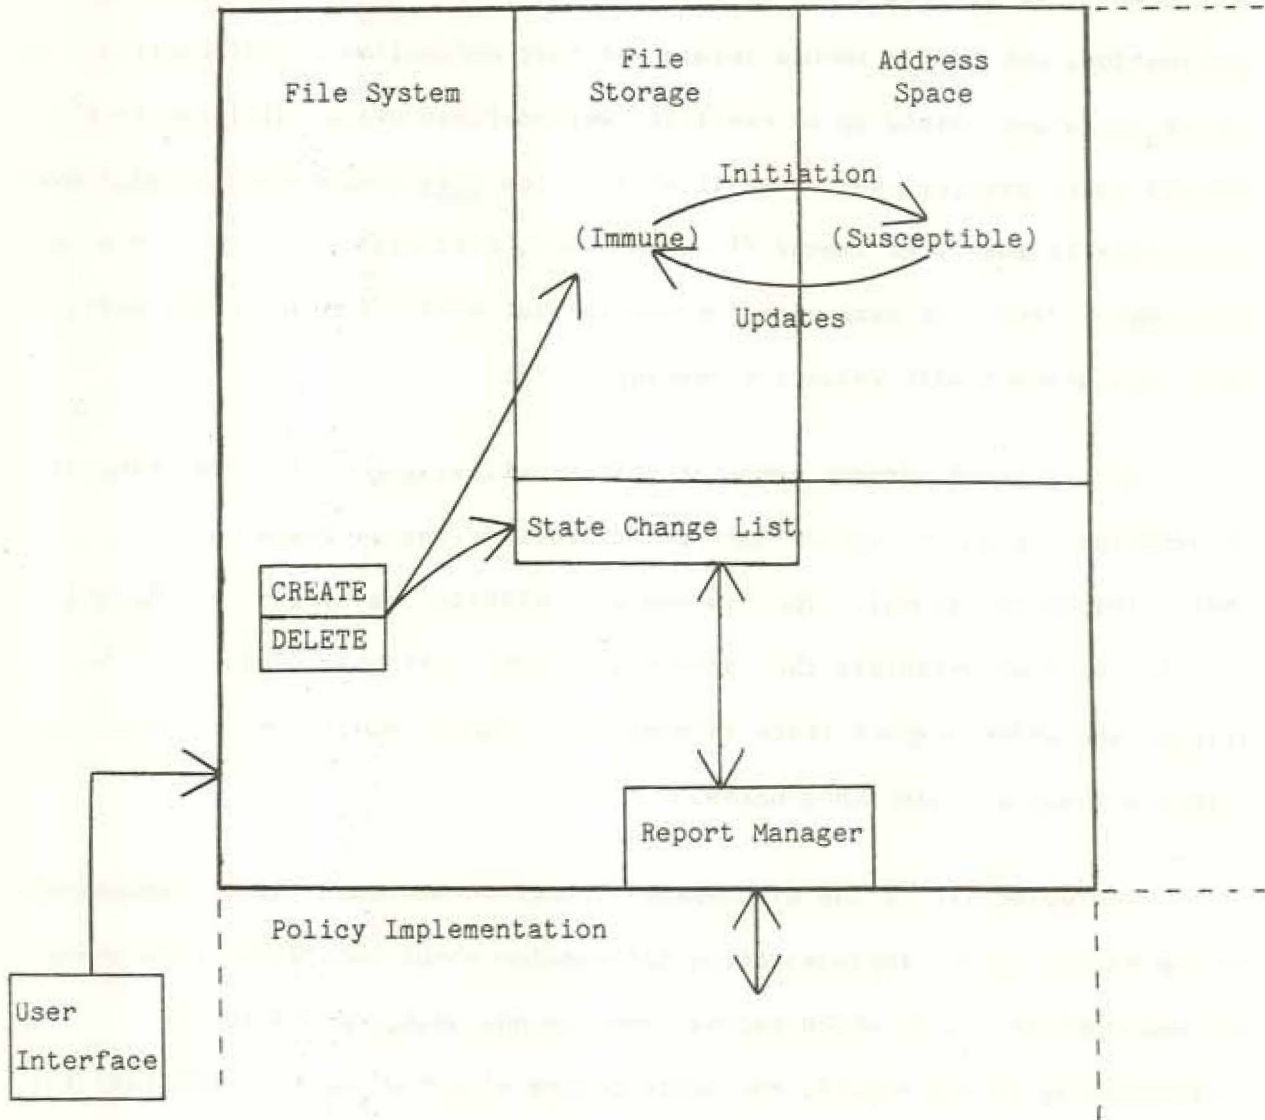 File System
File
Storage
Address
Space
Initiation
(Immune)
(Susceptible)
Updates
State Change List
CREATE
DELETE
Report Manager
Policy Implementation
User
Interface